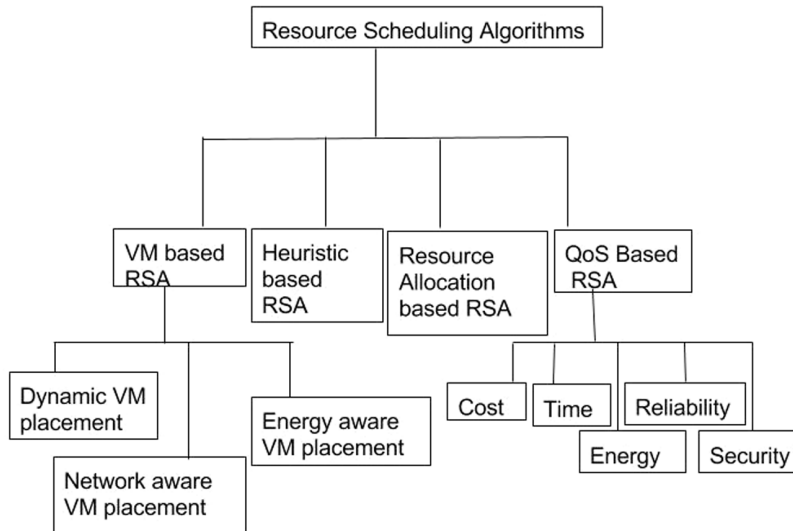 Resource Scheduling Algorithms
VM based
RSA
Heuristic
based
RSA
Resource
Allocation
based RSA
QoS Based
RSA
Dynamic VM
placement
Network aware
VM placement
Energy aware
VM placement
Cost
Time
Reliability
Energy
Security